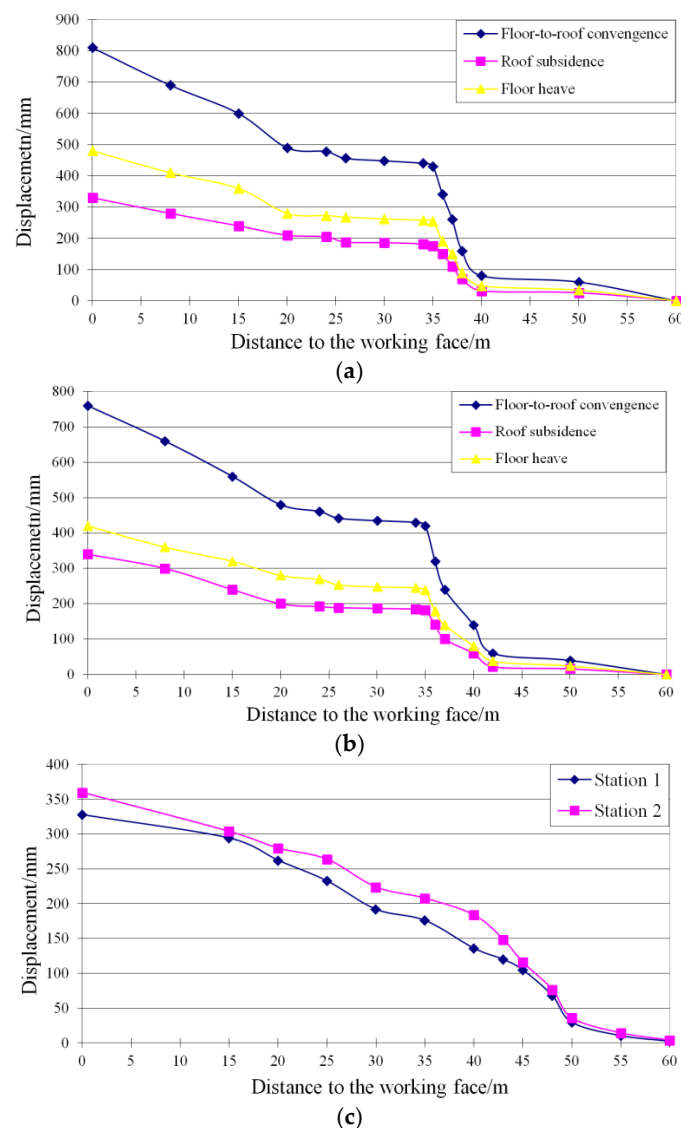 900
800
700
600
500
400
300
200
100
0
Displacemetn/mm
Floor-to-roof convengence
Roof subsidence
Floor heave
0 5 10 15 20 25 30 35 40 45 50 55 60
Distance to the working face/m
(a)
800
700
600
500
400
300
200
100
0
Displacemetn/mm
Floor-to-roof convengence
Roof subsidence
Floor heave
0 5 10 15 20 25 30 35 40 45 50 55 60
Distance to the working face/m
(b)
400
350
300
250
200
150
100
50
0
Displacement/mm
Station 1
Station 2
0 5 10 15 20 25 30 35 40 45 50 55 60
Distance to the working face/m
(c)